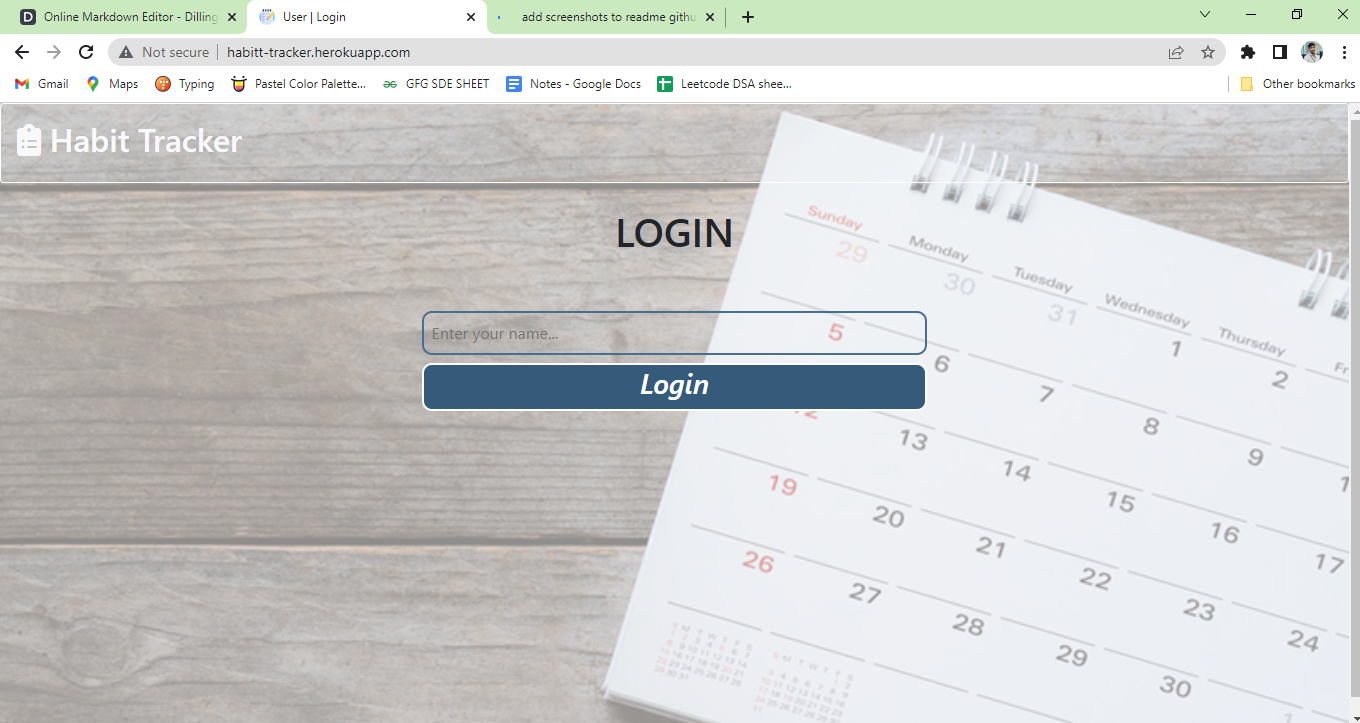 Online Markdown Editor - Dilling
User | Login
add screenshots to readme githu
Not secure
habitt-tracker.herokuapp.com
Gmail
Maps
Typing
Pastel Color Palette...
GFG SDE SHEET
Notes - Google Docs
Leetcode DSA shee...
Other bookmarks
Habit Tracker
LOGIN
Enter your name...
Login
Sunday
Monday
Tuesday
Wednesday
Thursday
Fr
29 30 31 1 2
5 6 7 8 9 1
12 13 14 15 16 17
19 20 21 22 23 24
26 27 28 29 30 1
S M T W T F S
S M T W T F S